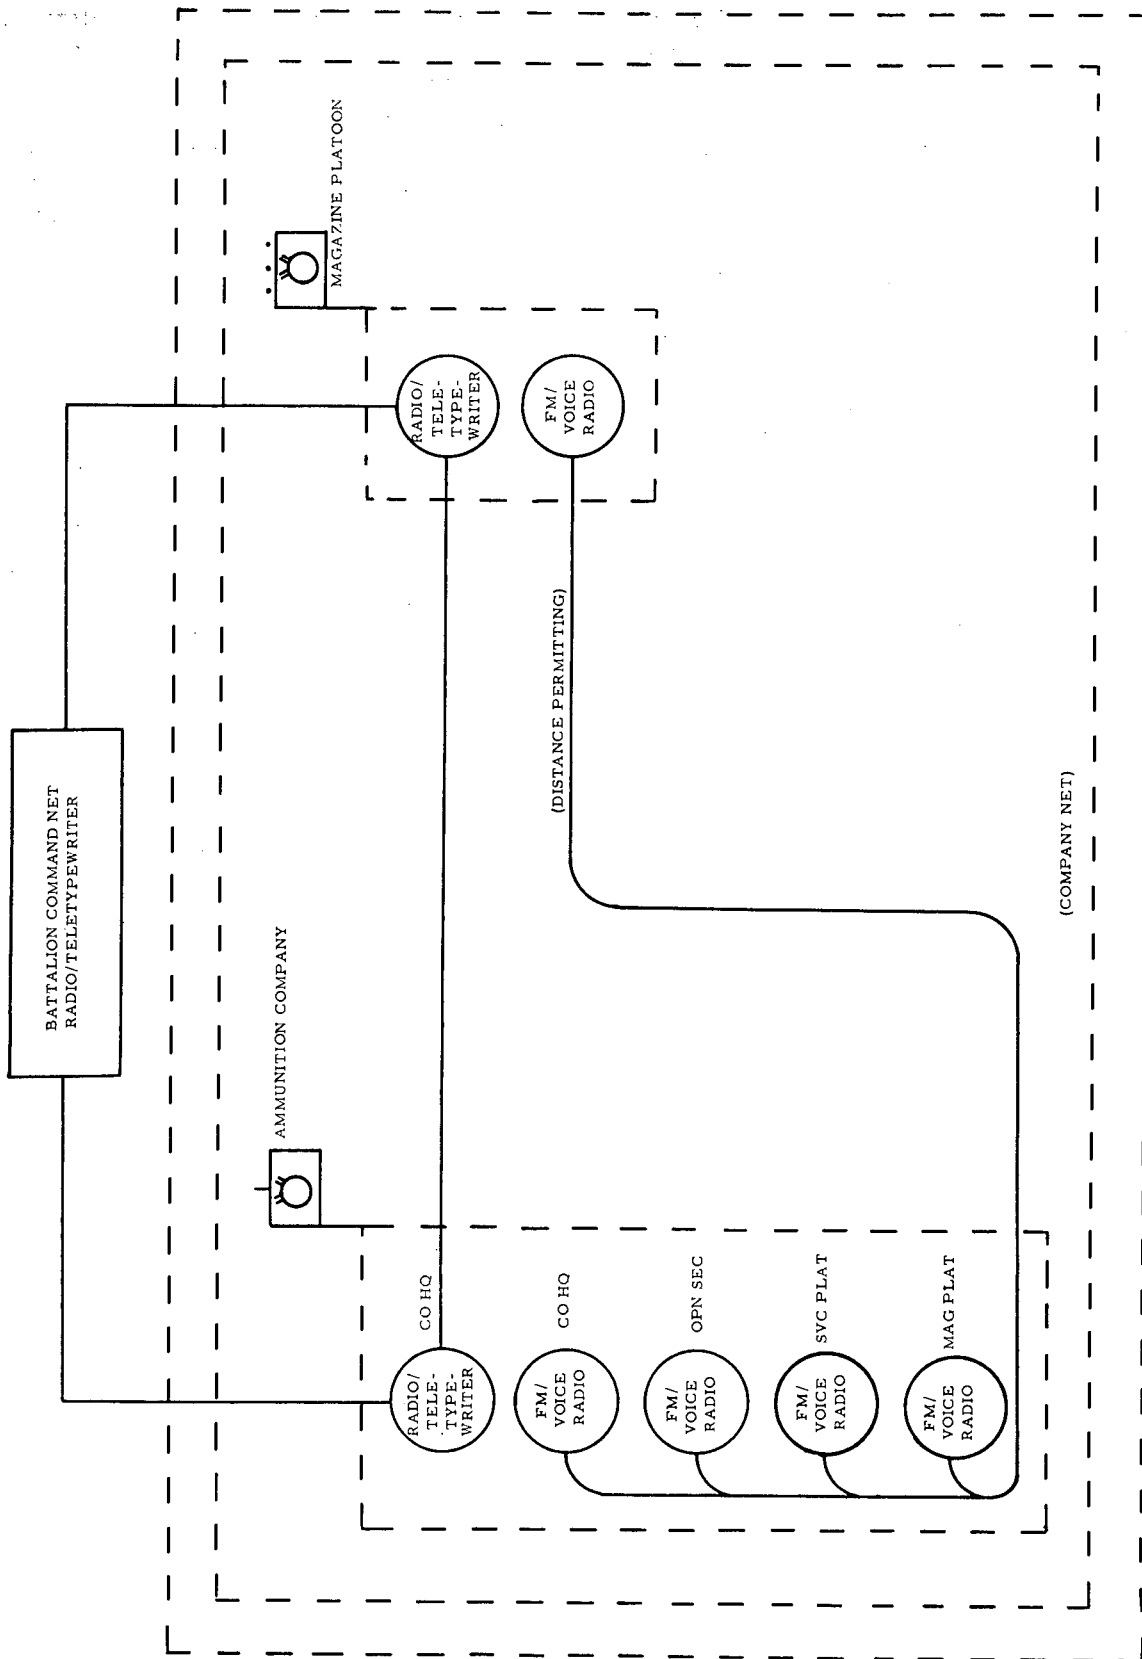 BATTALION COMMAND NET
RADIO/TELETYPEWRITER
AMMUNITION COMPANY
MAGAZINE PLATOON
CO HQ
RADIO/
TELE-
TYPE-
WRITER
RADIO/
TELE-
TYPE-
WRITER
CO HQ
FM/
VOICE
RADIO
FM/
VOICE
RADIO
(DISTANCE PERMITTING)
OPN SEC
FM/
VOICE
RADIO
SVC PLAT
FM/
VOICE
RADIO
MAG PLAT
FM/
VOICE
RADIO
(COMPANY NET)